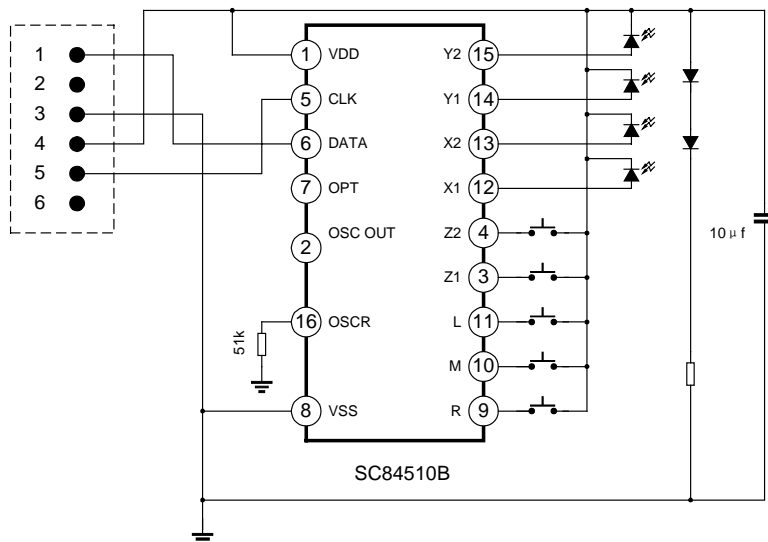 1
2
3
4
5
6
1 VDD
5 CLK
6 DATA
7 OPT
2 OSC OUT
16 OSCR
8 VSS
Y2 15
Y1 14
X2 13
X1 12
Z2 4
Z1 3
L 11
M 10
R 9
51k
10μf
SC84510B